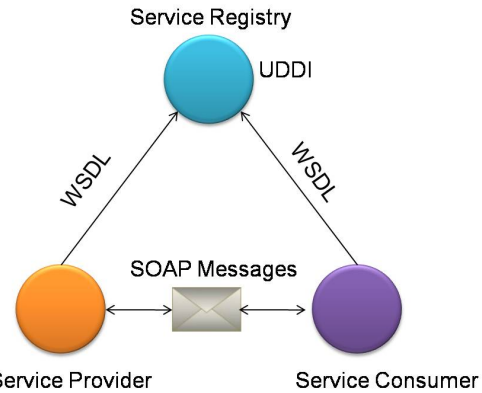 Service Registry
UDDI
WSDL
WSDL
SOAP Messages
Service Provider
Service Consumer